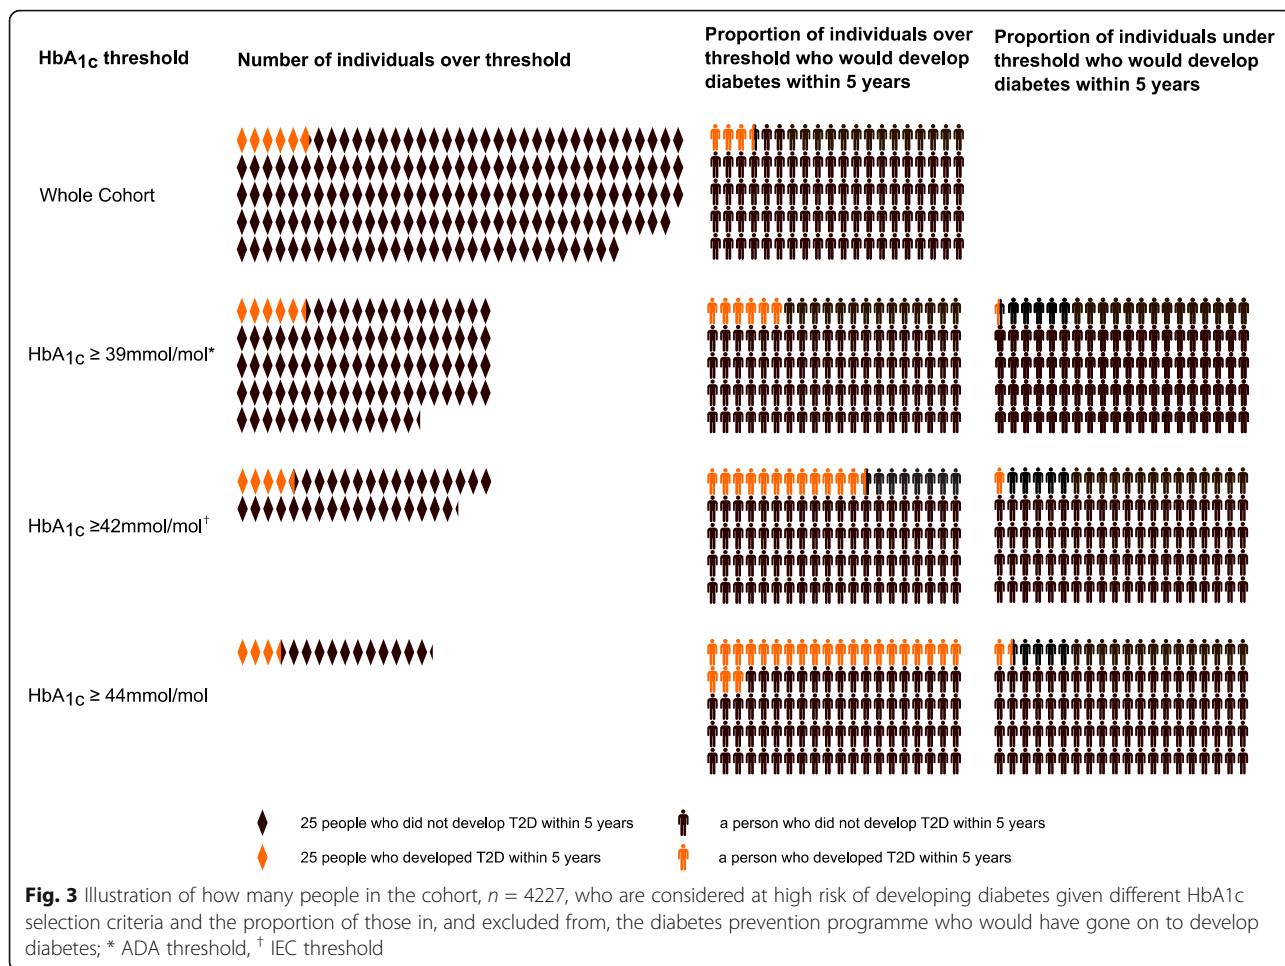 HbA1c threshold
Number of individuals over threshold
Proportion of individuals over
threshold who would develop
diabetes within 5 years
Proportion of individuals under
threshold who would develop
diabetes within 5 years
Whole Cohort
HbA1c ≥ 39mmol/mol*
HbA1c ≥42mmol/mol†
HbA1c ≥ 44mmol/mol
25 people who did not develop T2D within 5 years
a person who did not develop T2D within 5 years
25 people who developed T2D within 5 years
a person who developed T2D within 5 years
Fig. 3 Illustration of how many people in the cohort, n = 4227, who are considered at high risk of developing diabetes given different HbA1c
selection criteria and the proportion of those in, and excluded from, the diabetes prevention programme who would have gone on to develop
diabetes; * ADA threshold, † IEC threshold